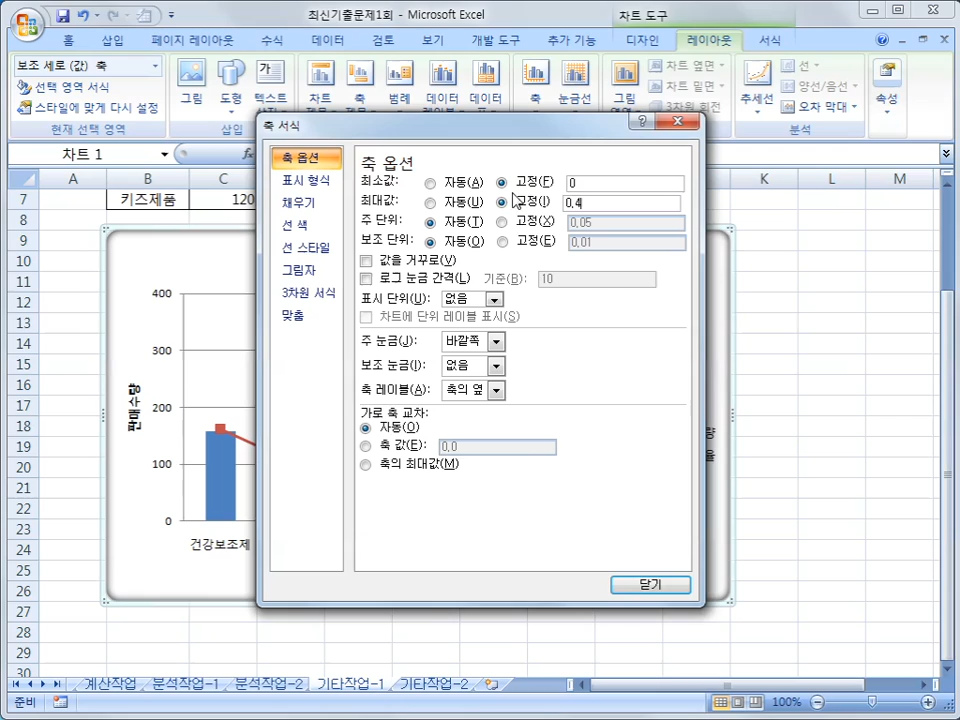 최신기출문제1회 - Microsoft Excel
차트 도구
홈 삽입 페이지 레이아웃 수식 데이터 검토 보기 개발 도구 추가 기능 디자인 레이아웃 서식
보조 세로 (값) 축
선택 영역 서식
스타일에 맞게 다시 설정
현재 선택 영역
그림 도형 텍스트
삽입
차트 축 범례 데이터 데이터
축 눈금선
그림
차트 옆면
차트 밑면
3차원 회전
추세선
선
양선/음선
오차 막대
분석
속성
차트 1
fx
A B C K L M
7 키즈제품 120
8
9
10
11
12
13
14
15
16
17
18
19
20
21
22
23
24
25
26
27
28
29
30
400
300
200
100
0
판매수량
건강보조제
축 서식
축 옵션
표시 형식
채우기
선 색
선 스타일
그림자
3차원 서식
맞춤
축 옵션
최소값: 자동(A) 고정(F) 0
최대값: 자동(U) 고정(I) 0,4
주 단위: 자동(T) 고정(X) 0,05
보조 단위: 자동(O) 고정(E) 0,01
값을 거꾸로(V)
로그 눈금 간격(L) 기준(B): 10
표시 단위(U): 없음
차트에 단위 레이블 표시(S)
주 눈금(J): 바깥쪽
보조 눈금(I): 없음
축 레이블(A): 축의 옆
가로 축 교차:
자동(O)
축 값(E): 0,0
축의 최대값(M)
닫기
계산작업 분석작업-1 분석작업-2 기타작업-1 기타작업-2
준비
100%